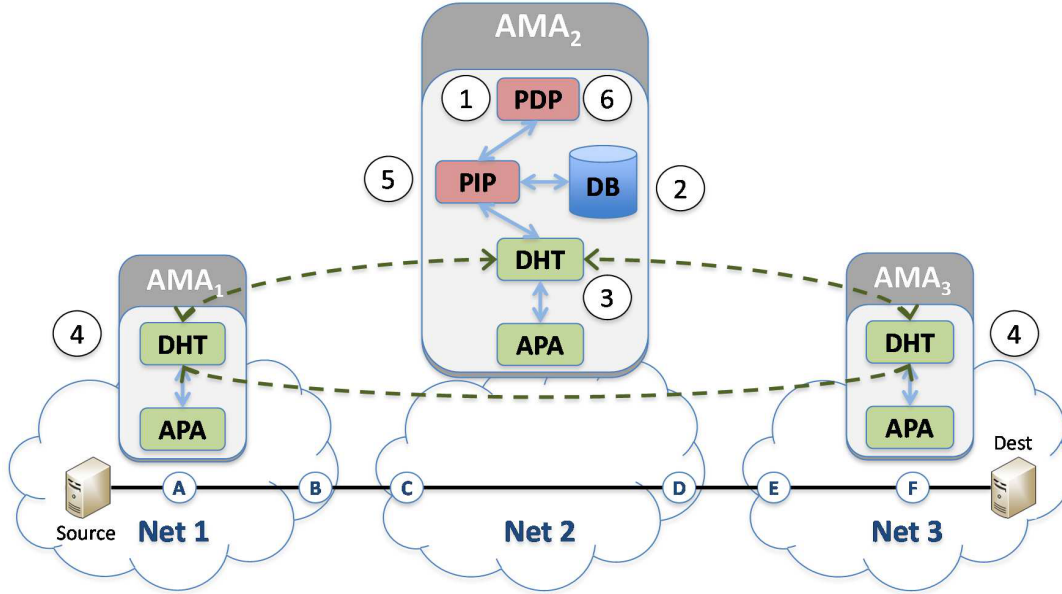 AMA2
1
PDP
6
5
PIP
DB
2
AMA1
DHT
AMA3
3
4
DHT
APA
DHT
4
APA
APA
Dest
A
B
C
D
E
F
Source
Net 1
Net 2
Net 3